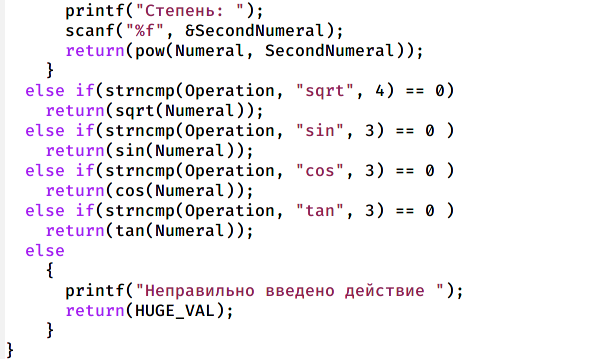 printf("Степень: ");
scanf("%f", &SecondNumeral);
return(pow(Numeral, SecondNumeral));
}
else if(strncmp(Operation, "sqrt", 4) == 0)
return(sqrt(Numeral));
else if(strncmp(Operation, "sin", 3) == 0 )
return(sin(Numeral));
else if(strncmp(Operation, "cos", 3) == 0 )
return(cos(Numeral));
else if(strncmp(Operation, "tan", 3) == 0 )
return(tan(Numeral));
else
{
printf("Неправильно введено действие ");
return(HUGE_VAL);
}
}